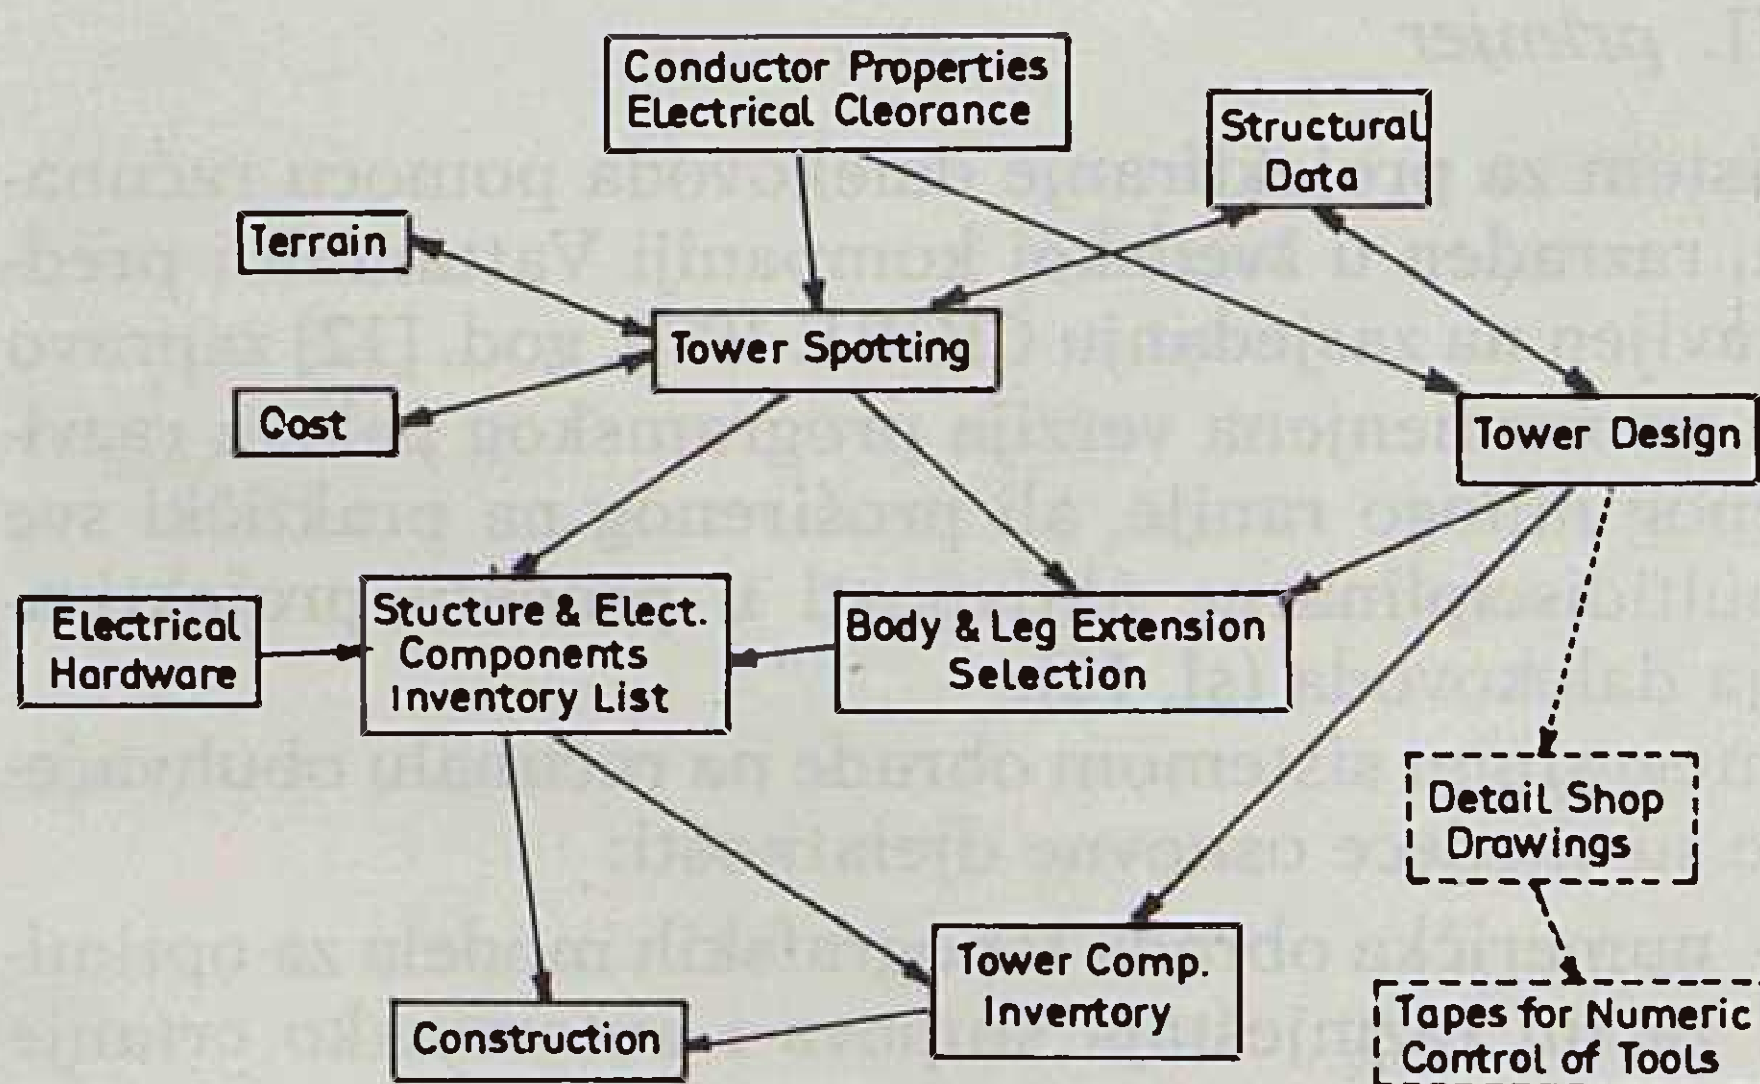 Conductor Properties
Electrical Cleorance
Structural
Data
Terrain
Tower Spotting
Cost
Tower Design
Electrical
Hardware
Stucture & Elect.
Components
Inventory List
Body & Leg Extension
Selection
Detail Shop
Drawings
Tower Comp.
Inventory
Construction
Tapes for Numeric
Control of Tools